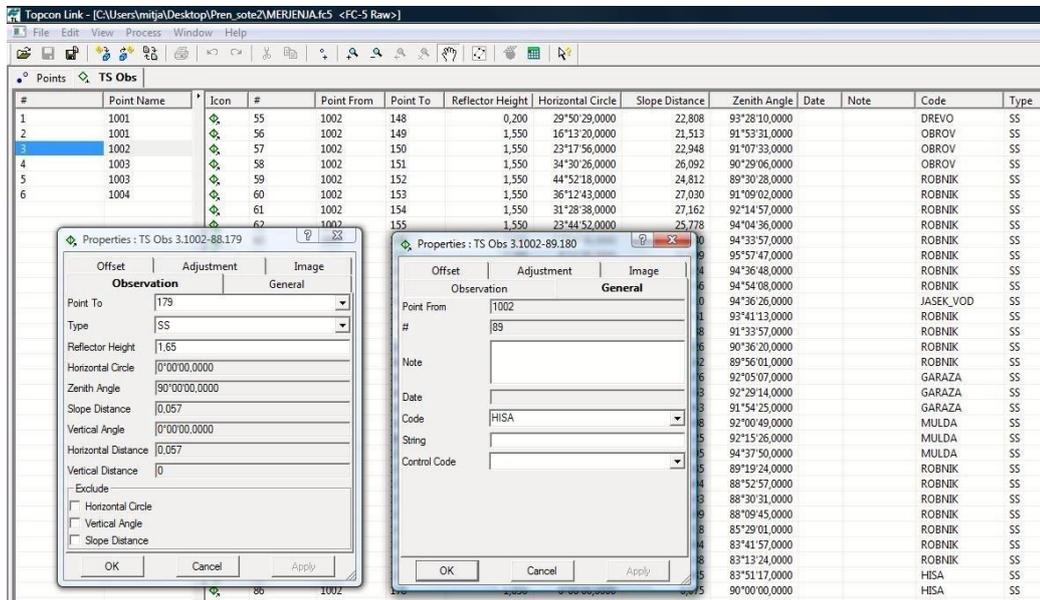 Topcon Link - [C:\Users\mitja\Desktop\Pren_sote2\MERJENJA.fc5 <FC-5 Raw>]
File Edit View Process Window Help
Points TS Obs
# Point Name Icon # Point From Point To Reflector Height Horizontal Circle Slope Distance Zenith Angle Date Note Code Type
1 1001 55 1002 148 0,200 29°50'29,0000 22,808 93°28'10,0000 DREVO SS
2 1001 56 1002 149 1,550 16°13'20,0000 21,513 91°53'31,0000 OBROV SS
3 1002 57 1002 150 1,550 23°17'56,0000 22,948 91°07'33,0000 OBROV SS
4 1003 58 1002 151 1,550 34°30'26,0000 26,092 90°29'06,0000 OBROV SS
5 1003 59 1002 152 1,550 44°52'18,0000 24,812 89°30'28,0000 ROBNIK SS
6 1004 60 1002 153 1,550 36°12'43,0000 27,030 91°09'02,0000 ROBNIK SS
61 1002 154 1,550 31°28'38,0000 27,162 92°14'57,0000 ROBNIK SS
62 1002 155 1,550 23°44'52,0000 25,778 94°04'36,0000 ROBNIK SS
94°33'57,0000 ROBNIK SS
95°57'47,0000 ROBNIK SS
94°36'48,0000 ROBNIK SS
94°54'08,0000 ROBNIK SS
94°36'26,0000 JASEK_VOD SS
93°41'13,0000 ROBNIK SS
91°33'57,0000 ROBNIK SS
90°36'20,0000 ROBNIK SS
89°56'01,0000 ROBNIK SS
92°05'07,0000 GARAZA SS
92°29'14,0000 GARAZA SS
91°54'25,0000 GARAZA SS
92°00'49,0000 MULDA SS
92°15'26,0000 MULDA SS
94°37'50,0000 MULDA SS
89°19'24,0000 ROBNIK SS
88°52'57,0000 ROBNIK SS
88°30'31,0000 ROBNIK SS
88°09'45,0000 ROBNIK SS
85°29'01,0000 ROBNIK SS
83°41'57,0000 ROBNIK SS
83°13'24,0000 ROBNIK SS
83°51'17,0000 HISA SS
86 1002 90°00'00,0000 HISA SS
Properties : TS Obs 3.1002-88.179
Offset Adjustment Image
Observation General
Point To 179
Type SS
Reflector Height 1,65
Horizontal Circle 0°00'00,0000
Zenith Angle 90°00'00,0000
Slope Distance 0,057
Vertical Angle 0°00'00,0000
Horizontal Distance 0,057
Vertical Distance 0
Exclude
Horizontal Circle
Vertical Angle
Slope Distance
OK Cancel Apply
Properties : TS Obs 3.1002-89.180
Offset Adjustment Image
Observation General
Point From 1002
# 89
Note
Date
Code HISA
String
Control Code
OK Cancel Apply